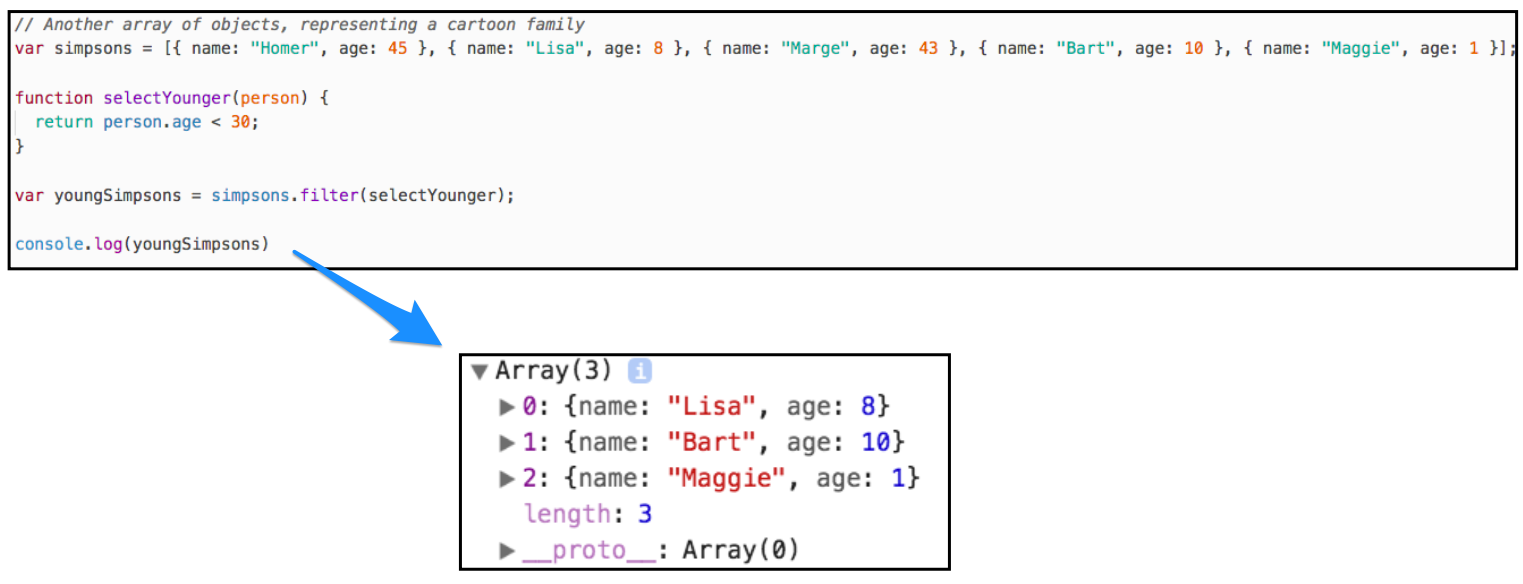 // Another array of objects, representing a cartoon family
var simpsons = [{ name: "Homer", age: 45 }, { name: "Lisa", age: 8 }, { name: "Marge", age: 43 }, { name: "Bart", age: 10 }, { name: "Maggie", age: 1 }];
function selectYounger(person) {
  return person.age < 30;
}
var youngSimpsons = simpsons.filter(selectYounger);
console.log(youngSimpsons)
▼ Array(3) i
▶ 0: {name: "Lisa", age: 8}
▶ 1: {name: "Bart", age: 10}
▶ 2: {name: "Maggie", age: 1}
length: 3
▶ __proto__: Array(0)